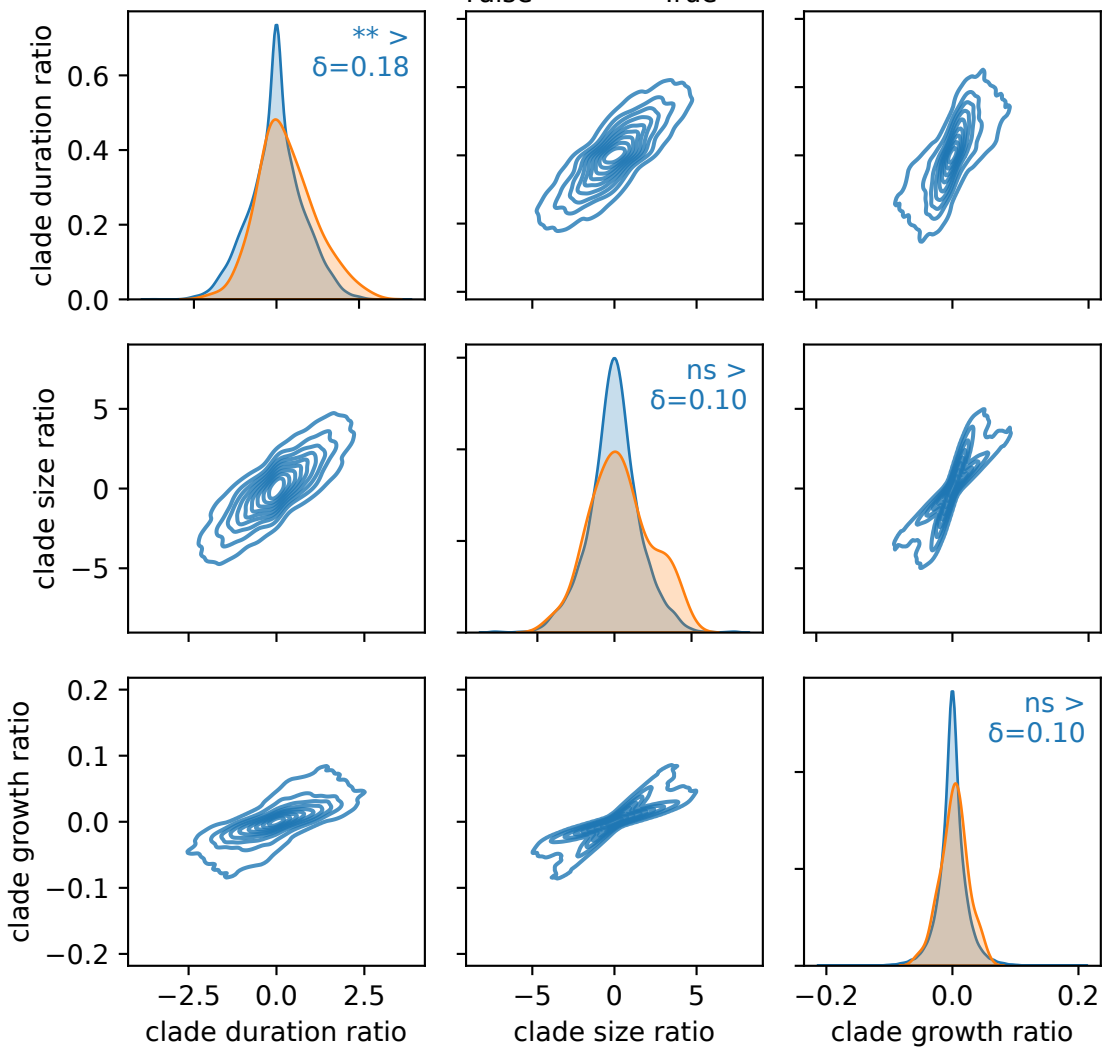 clade duration ratio
0.6
0.4
0.2
0.0
** >
δ=0.18
clade size ratio
5
0
−5
ns >
δ=0.10
clade growth ratio
0.2
0.1
0.0
−0.1
−0.2
ns >
δ=0.10
−2.5 0.0 2.5
−5 0 5
−0.2 0.0 0.2
clade duration ratio
clade size ratio
clade growth ratio